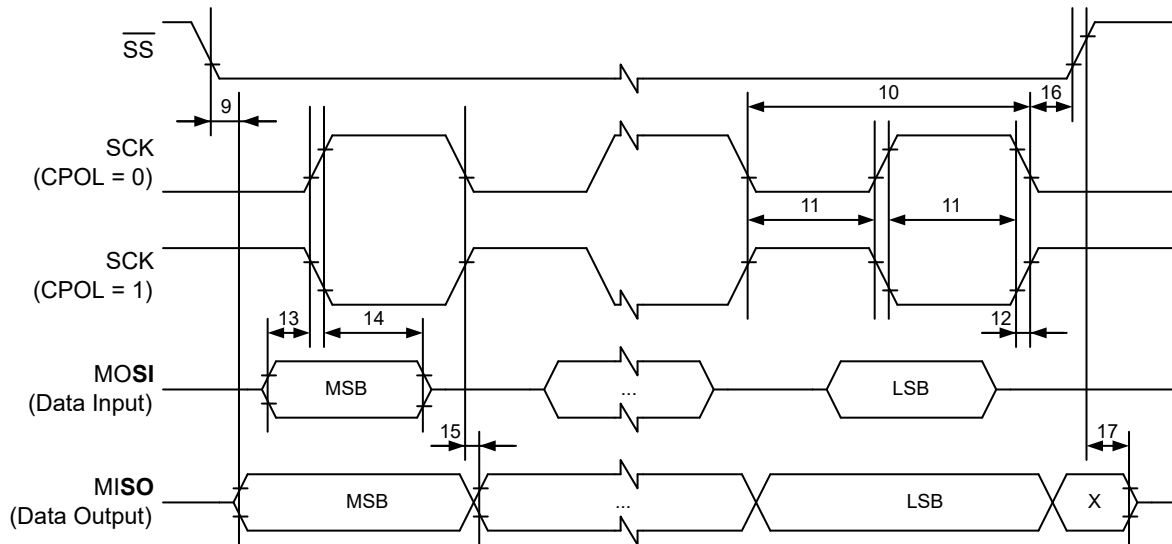 SS
9
10
16
SCK
(CPOL = 0)
11
11
SCK
(CPOL = 1)
13
14
12
MOSI
(Data Input)
MSB
...
LSB
15
17
MISO
(Data Output)
MSB
...
LSB
X